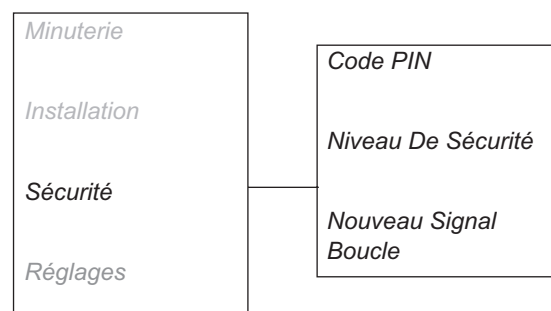 Minuterie
Installation
Sécurité
Réglages
Code PIN
Niveau De Sécurité
Nouveau Signal
Boucle